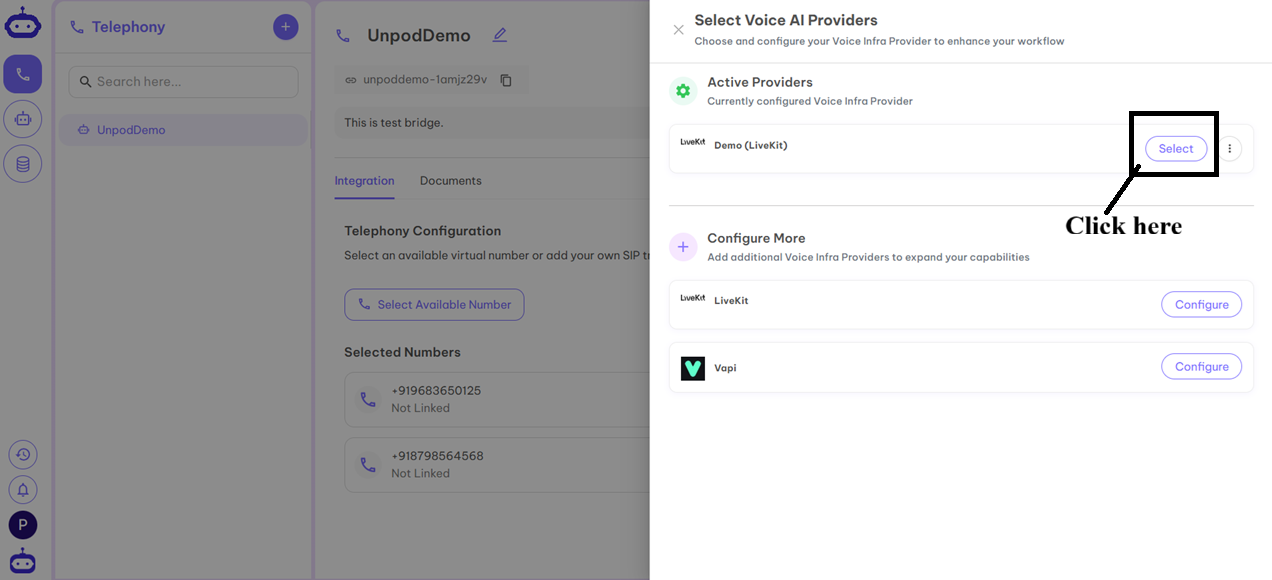 Telephony
+
Search here...
UnpodDemo
P
UnpodDemo
unpoddemo-1amjz29v
This is test bridge.
Integration
Documents
Telephony Configuration
Select an available virtual number or add your own SIP
Select Available Number
Selected Numbers
+919683650125
Not Linked
+918798564568
Not Linked
Select Voice AI Providers
Choose and configure your Voice Infra Provider to enhance your workflow
Active Providers
Currently configured Voice Infra Provider
LiveKit Demo (LiveKit)
Select
Click here
+
Configure More
Add additional Voice Infra Providers to expand your capabilities
LiveKit LiveKit
Configure
Vapi
Configure